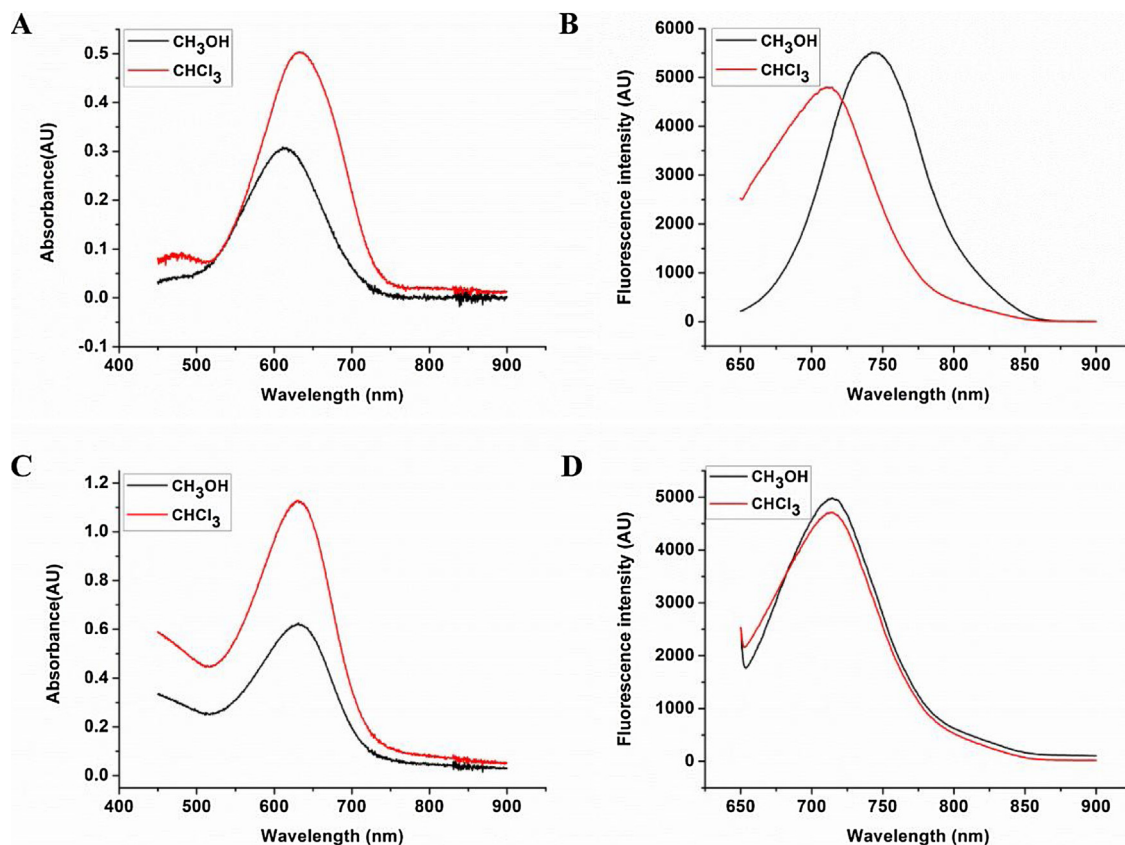 A
CH₃OH
CHCl₃
0.5
0.4
0.3
0.2
0.1
0.0
-0.1
Absorbance(AU)
400 500 600 700 800 900
Wavelength (nm)
B
CH₃OH
CHCl₃
6000
5000
4000
3000
2000
1000
0
Fluorescence intensity (AU)
650 700 750 800 850 900
Wavelength (nm)
C
CH₃OH
CHCl₃
1.2
1.0
0.8
0.6
0.4
0.2
0.0
Absorbance(AU)
400 500 600 700 800 900
Wavelength (nm)
D
CH₃OH
CHCl₃
5000
4000
3000
2000
1000
0
Fluorescence intensity (AU)
650 700 750 800 850 900
Wavelength (nm)